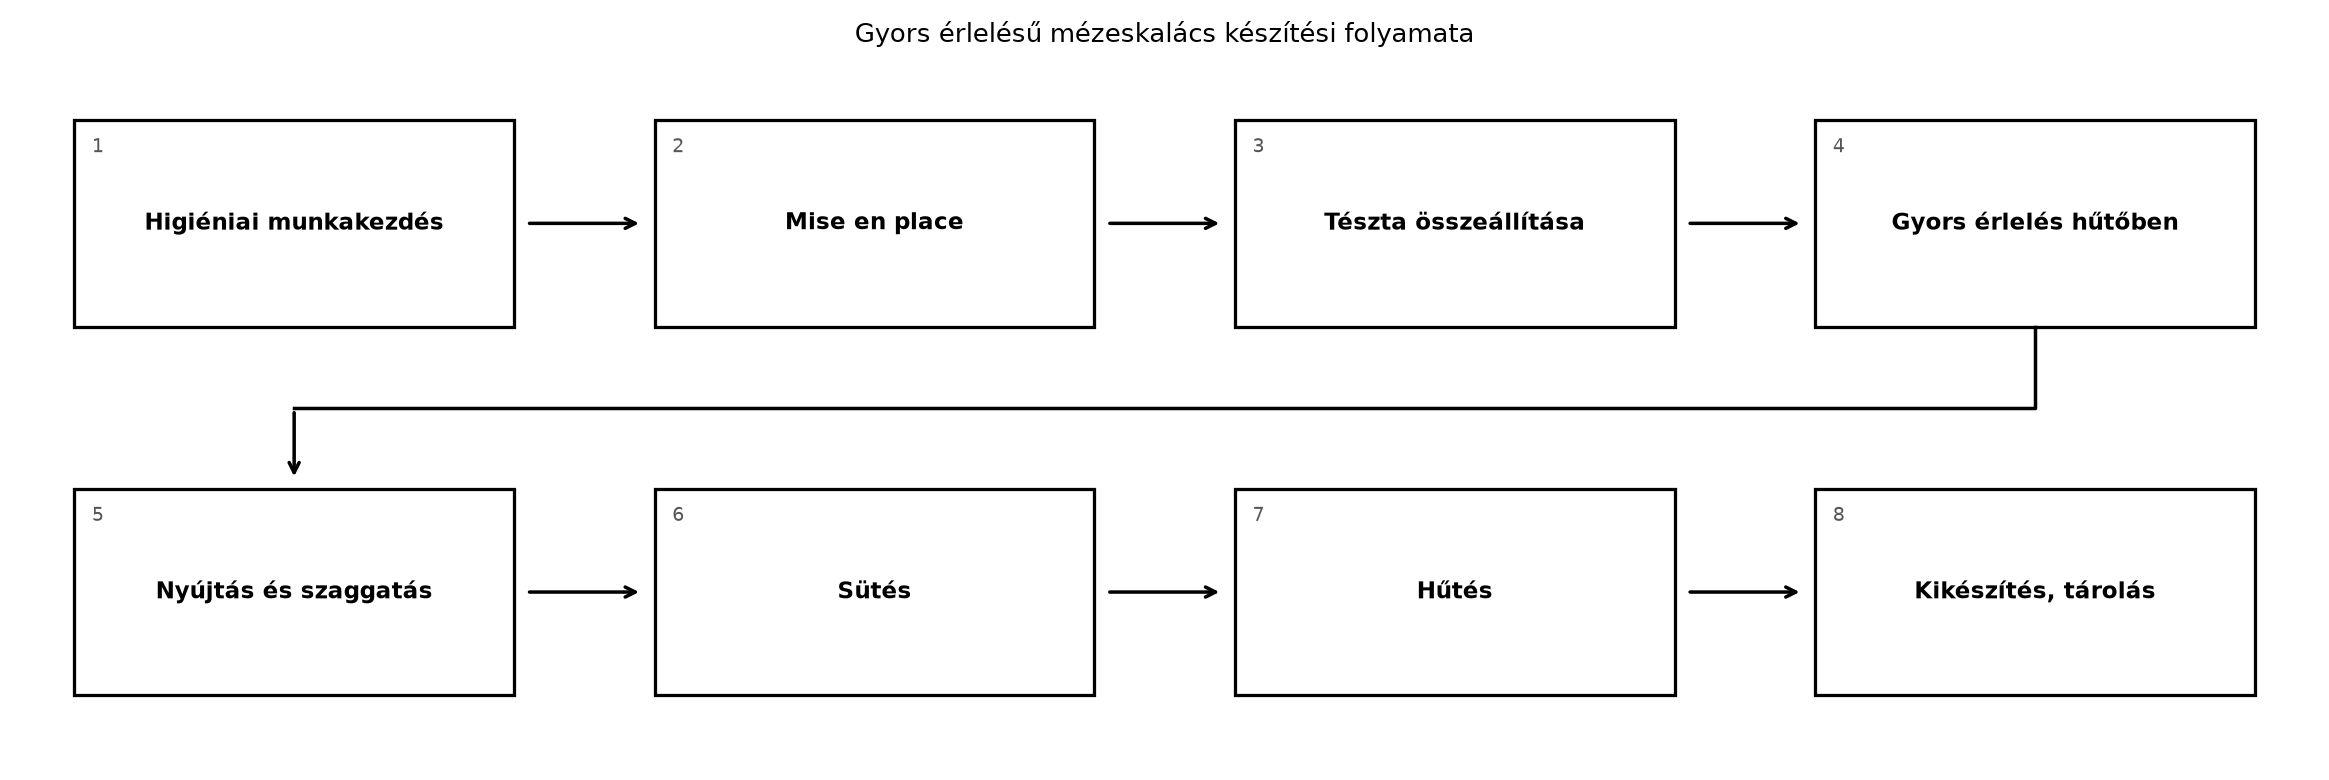 Gyors érlelésű mézeskalács készítési folyamata
1
Higiéniai munkakezdés
2
Mise en place
3
Tészta összeállítása
4
Gyors érlelés hűtőben
5
Nyújtás és szaggatás
6
Sütés
7
Hűtés
8
Kikészítés, tárolás